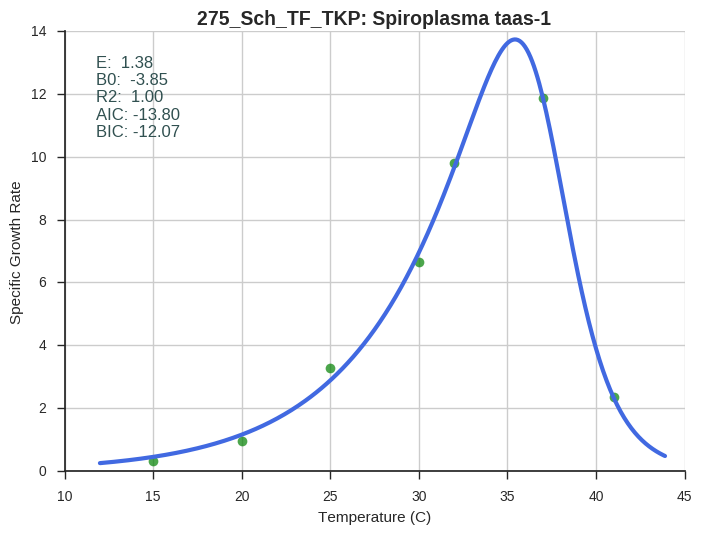 275_Sch_TF_TKP: Spiroplasma taas-1
E: 1.38
B0: -3.85
R2: 1.00
AIC: -13.80
BIC: -12.07
Specific Growth Rate
14
12
10
8
6
4
2
0
10 15 20 25 30 35 40 45
Temperature (C)